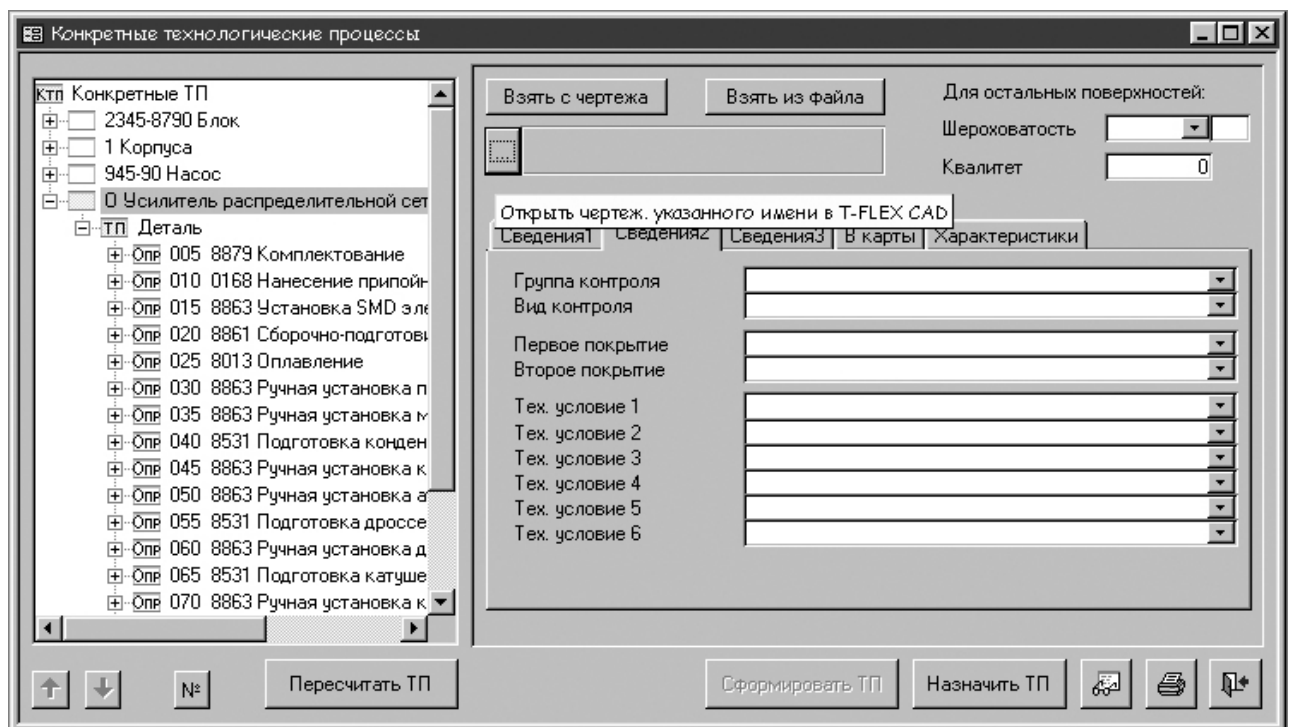 Конкретные технологические процессы
Ктп Конкретные ТП
2345-8790 Блок
1 Корпуса
945-90 Насос
0 Усилитель распределительной сет
ТП Деталь
Опр 005 8879 Комплектование
Опр 010 0168 Нанесение припойн
Опр 015 8863 Установка SMD эле
Опр 020 8861 Сборочно-подготови
Опр 025 8013 Оплавление
Опр 030 8863 Ручная установка п
Опр 035 8863 Ручная установка м
Опр 040 8531 Подготовка конден
Опр 045 8863 Ручная установка к
Опр 050 8863 Ручная установка а
Опр 055 8531 Подготовка дроссе
Опр 060 8863 Ручная установка д
Опр 065 8531 Подготовка катуше
Опр 070 8863 Ручная установка к
Взять с чертежа
Взять из файла
Для остальных поверхностей:
Шероховатость
Квалитет 0
...
Открыть чертеж. указанного имени в T-FLEX CAD
Сведения1 Сведения2 Сведения3 В карты Характеристики
Группа контроля
Вид контроля
Первое покрытие
Второе покрытие
Тех. условие 1
Тех. условие 2
Тех. условие 3
Тех. условие 4
Тех. условие 5
Тех. условие 6
№
Пересчитать ТП
Сформировать ТП
Назначить ТП